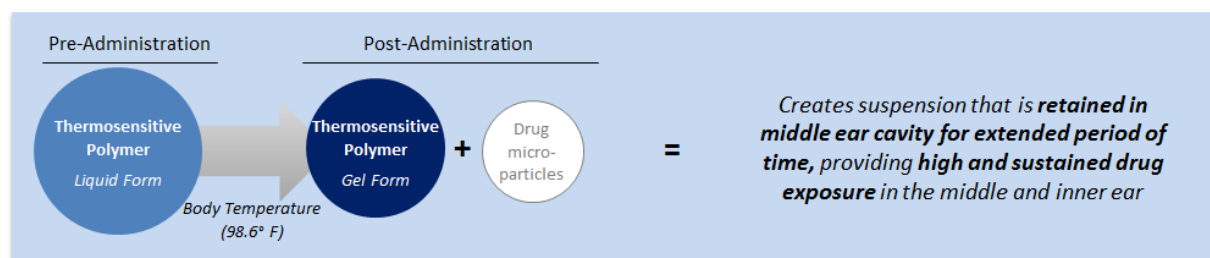 Pre-Administration
Post-Administration
Thermosensitive
Polymer
Liquid Form
Body Temperature
(98.6° F)
Thermosensitive
Polymer
Gel Form
+
Drug
micro-
particles
=
Creates suspension that is retained in
middle ear cavity for extended period of
time, providing high and sustained drug
exposure in the middle and inner ear